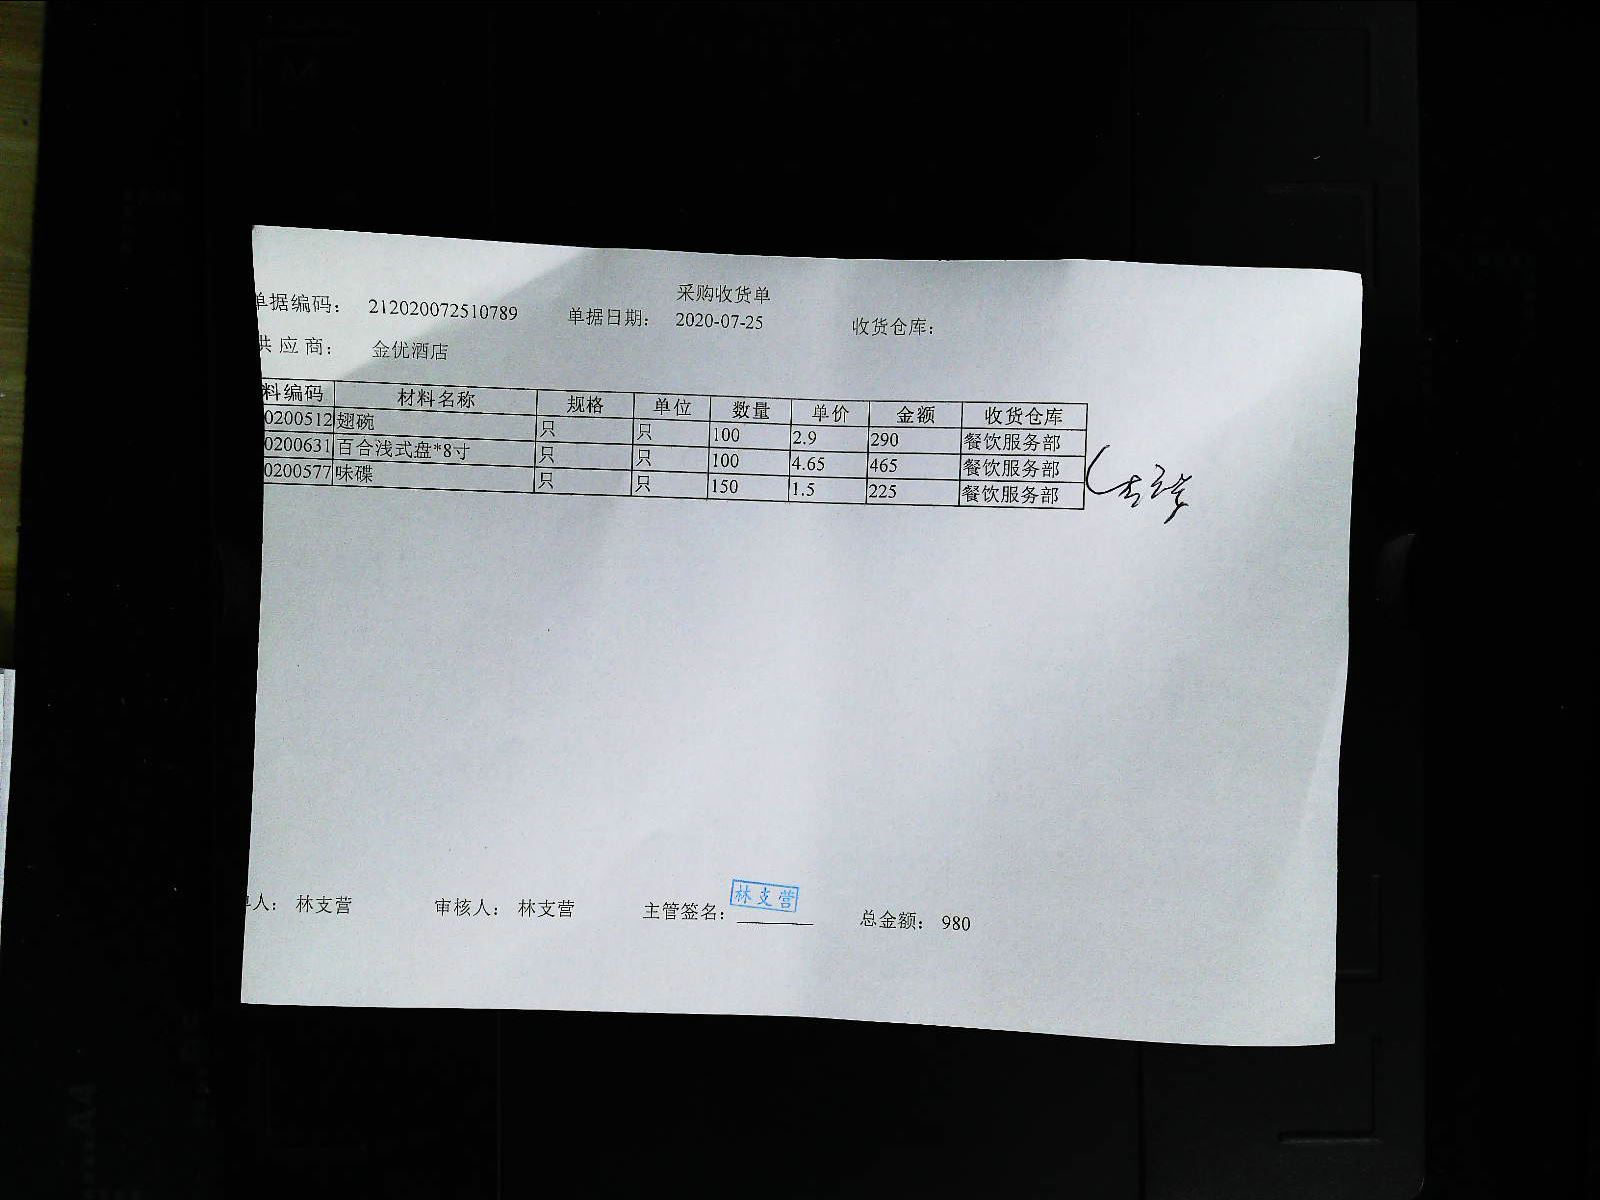 采购收货单
单据编码： 212020072510789 单据日期： 2020-07-25 收货仓库：
供应商： 金优酒店
料编码 材料名称 规格 单位 数量 单价 金额 收货仓库
0200512 翅碗 只 只 100 2.9 290 餐饮服务部
0200631 百合浅式盘*8寸 只 只 100 4.65 465 餐饮服务部
0200577 味碟 只 只 150 1.5 225 餐饮服务部
人： 林支营 审核人： 林支营 主管签名： 林支营 总金额： 980